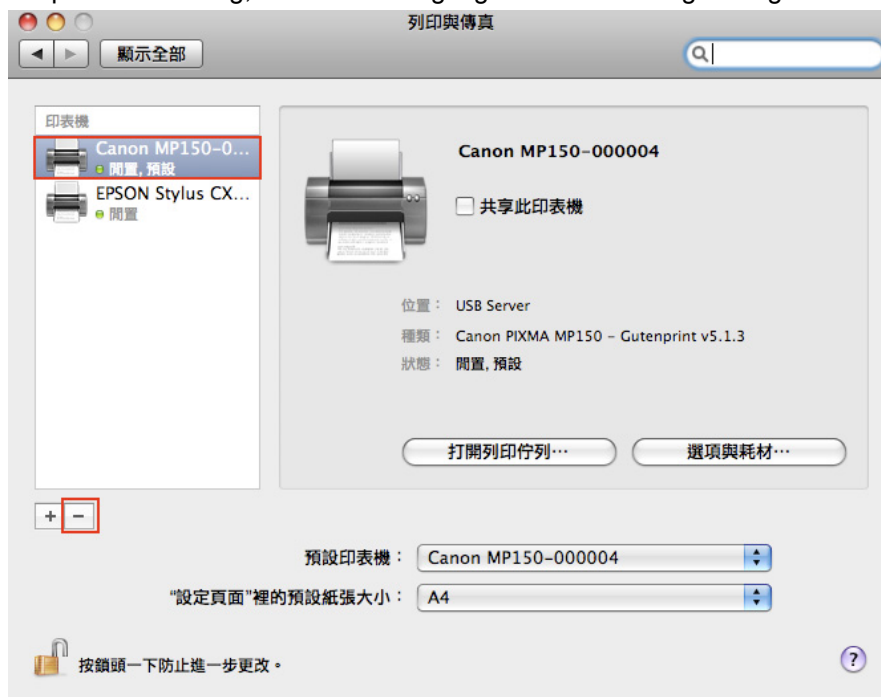 列印與傳真
顯示全部
印表機
Canon MP150-0...
閒置, 預設
EPSON Stylus CX...
閒置
Canon MP150-000004
共享此印表機
位置： USB Server
種類： Canon PIXMA MP150 – Gutenprint v5.1.3
狀態： 閒置, 預設
打開列印佇列⋯ 選項與耗材⋯
+ −
預設印表機： Canon MP150-000004
“設定頁面”裡的預設紙張大小： A4
按鎖頭一下防止進一步更改。 ?